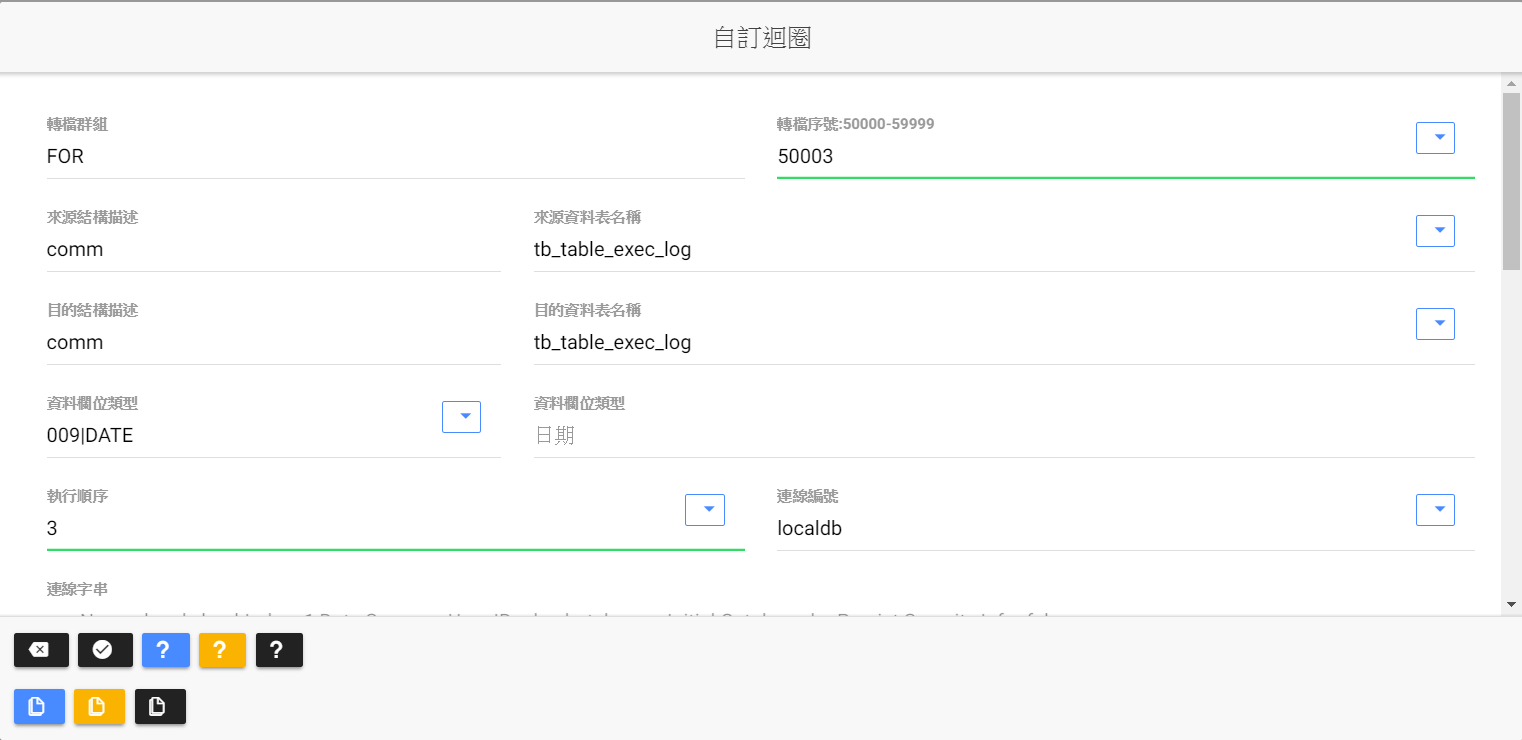 自訂迴圈
轉檔群組
FOR
轉檔序號:50000-59999
50003
來源結構描述
comm
來源資料表名稱
tb_table_exec_log
目的結構描述
comm
目的資料表名稱
tb_table_exec_log
資料欄位類型
009|DATE
資料欄位類型
日期
執行順序
3
連線編號
localdb
連線字串